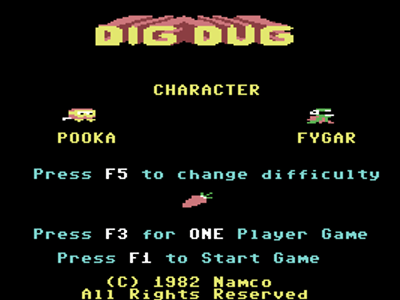 DIG DUG
CHARACTER
POOKA FYGAR
Press F5 to change difficulty
Press F3 for ONE Player Game
Press F1 to Start Game
(C) 1982 Namco
All Rights Reserved